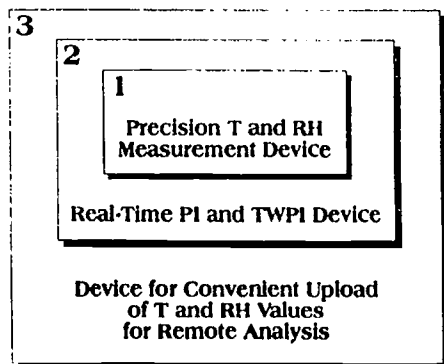 3
2
1
Precision T and RH
Measurement Device
Real-Time PI and TWPI Device
Device for Convenient Upload
of T and RH Values
for Remote Analysis